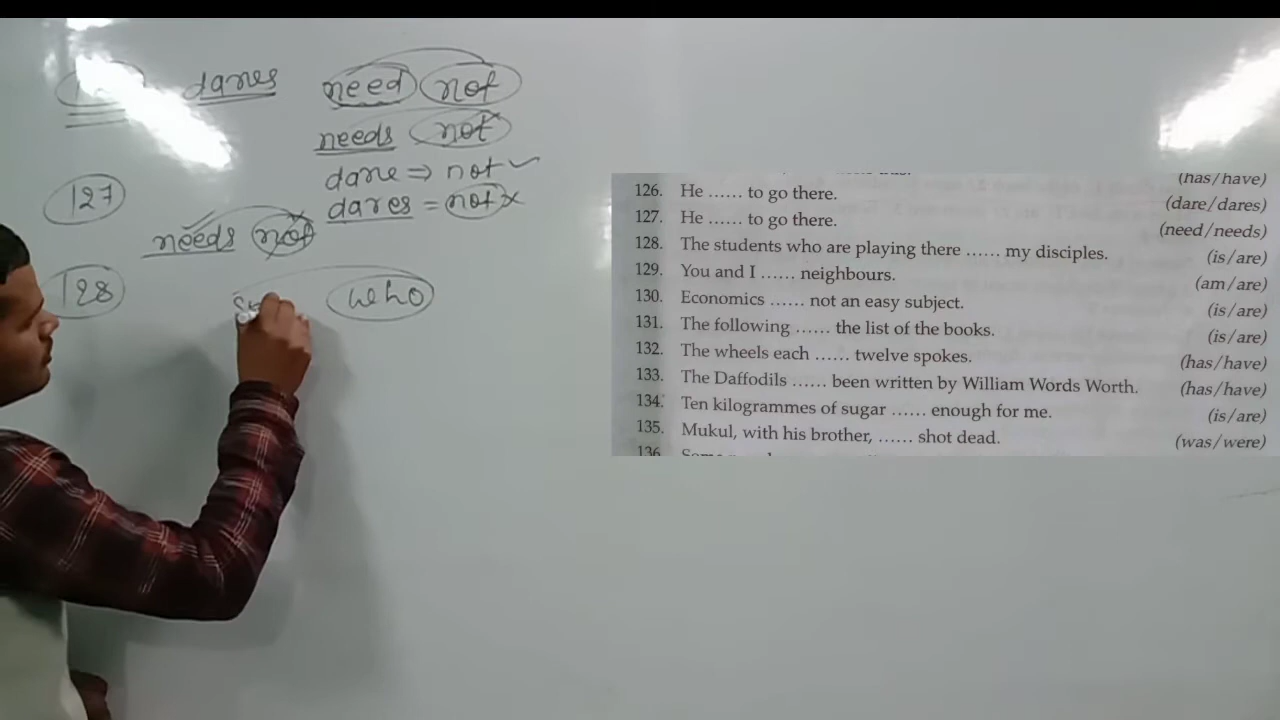 dares need not
needs not
dare => not ✓
127
dares = not x
needs not
128 who
(has/have)
126. He ...... to go there. (dare/dares)
127. He ...... to go there. (need/needs)
128. The students who are playing there ...... my disciples. (is/are)
129. You and I ...... neighbours. (am/are)
130. Economics ...... not an easy subject. (is/are)
131. The following ...... the list of the books. (is/are)
132. The wheels each ...... twelve spokes. (has/have)
133. The Daffodils ...... been written by William Words Worth. (has/have)
134. Ten kilogrammes of sugar ...... enough for me. (is/are)
135. Mukul, with his brother, ...... shot dead. (was/were)
136